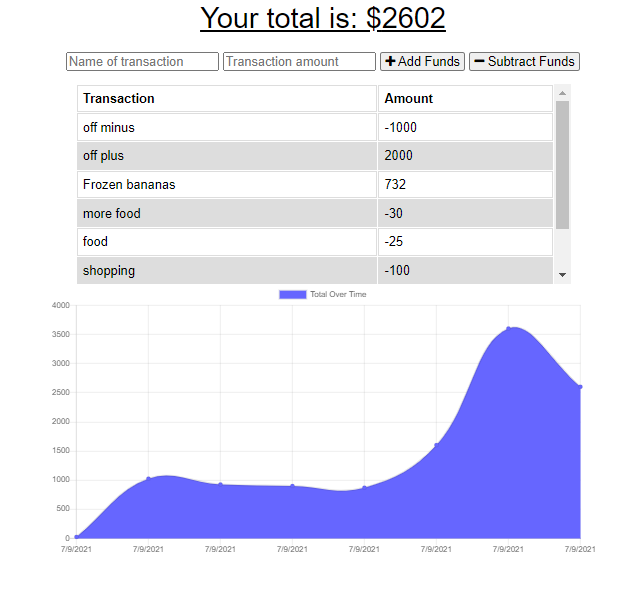 Your total is: $2602
Name of transaction Transaction amount Add Funds Subtract Funds
Transaction Amount
off minus -1000
off plus 2000
Frozen bananas 732
more food -30
food -25
shopping -100
Total Over Time
4000
3500
3000
2500
2000
1500
1000
500
0
7/9/2021 7/9/2021 7/9/2021 7/9/2021 7/9/2021 7/9/2021 7/9/2021 7/9/2021